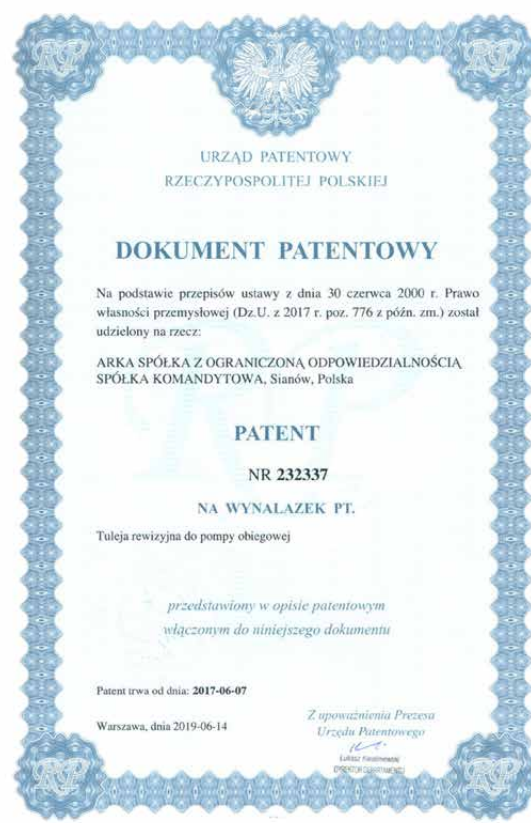 URZĄD PATENTOWY
RZECZYPOSPOLITEJ POLSKIEJ
DOKUMENT PATENTOWY
Na podstawie przepisów ustawy z dnia 30 czerwca 2000 r. Prawo
własności przemysłowej (Dz.U. z 2017 r. poz. 776 z późn. zm.) został
udzielony na rzecz:
ARKA SPÓŁKA Z OGRANICZONĄ ODPOWIEDZIALNOŚCIĄ
SPÓŁKA KOMANDYTOWA, Sianów, Polska
PATENT
NR 232337
NA WYNALAZEK PT.
Tuleja rewizyjna do pompy obiegowej
przedstawiony w opisie patentowym
włączonym do niniejszego dokumentu
Patent trwa od dnia: 2017-06-07
Warszawa, dnia 2019-06-14
Z upoważnienia Prezesa
Urzędu Patentowego
Łukasz
DYREKTOR DEPARTAMENTU